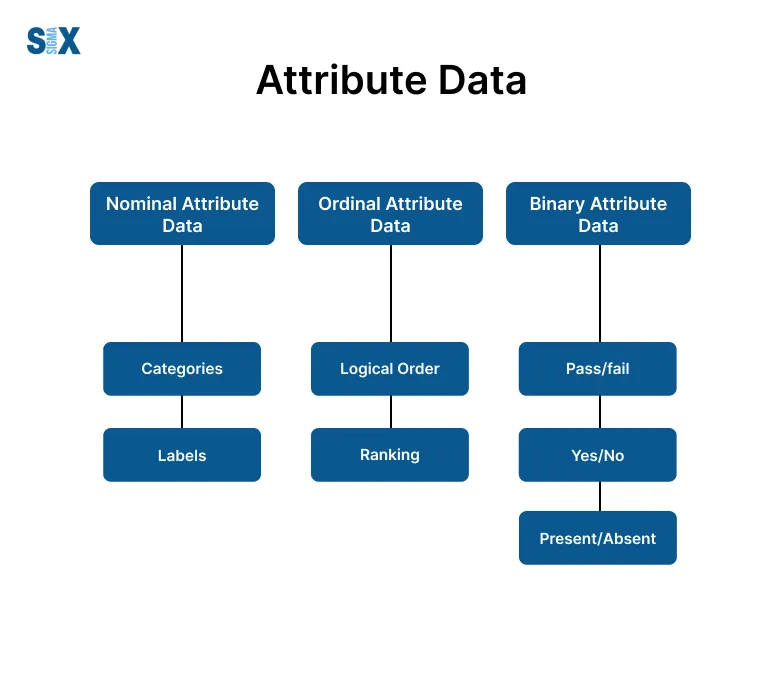 SIX
SIGMA
Attribute Data
Nominal Attribute
Data
Ordinal Attribute
Data
Binary Attribute
Data
Categories
Labels
Logical Order
Ranking
Pass/fail
Yes/No
Present/Absent